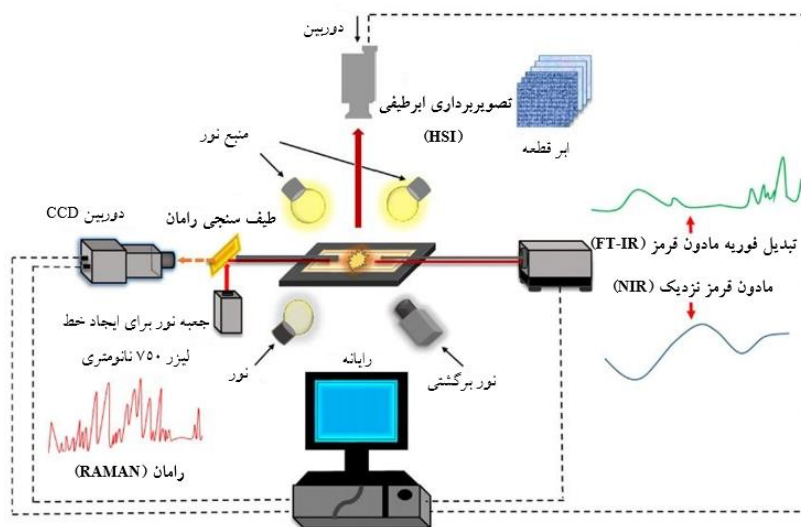 دوربین
تصویربرداری ابرطیفی
(HSI)
ابر قطعه
منبع نور
دوربین CCD
طیف سنجی رامان
تبدیل فوریه مادون قرمز (FT-IR)
مادون قرمز نزدیک (NIR)
جعبه نور برای ایجاد خط
لیزر ۷۵۰ نانومتری
نور
رایانه
نور برگشتی
رامان (RAMAN)